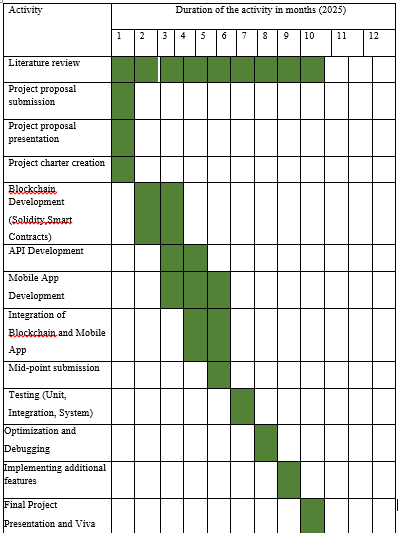 Activity
Duration of the activity in months (2025)
1 2 3 4 5 6 7 8 9 10 11 12
Literature review
Project proposal
submission
Project proposal
presentation
Project charter creation
Blockchain
Development
(Solidity,Smart
Contracts)
API Development
Mobile App
Development
Integration of
Blockchain and Mobile
App
Mid-point submission
Testing (Unit,
Integration, System)
Optimization and
Debugging
Implementing additional
features
Final Project
Presentation and Viva